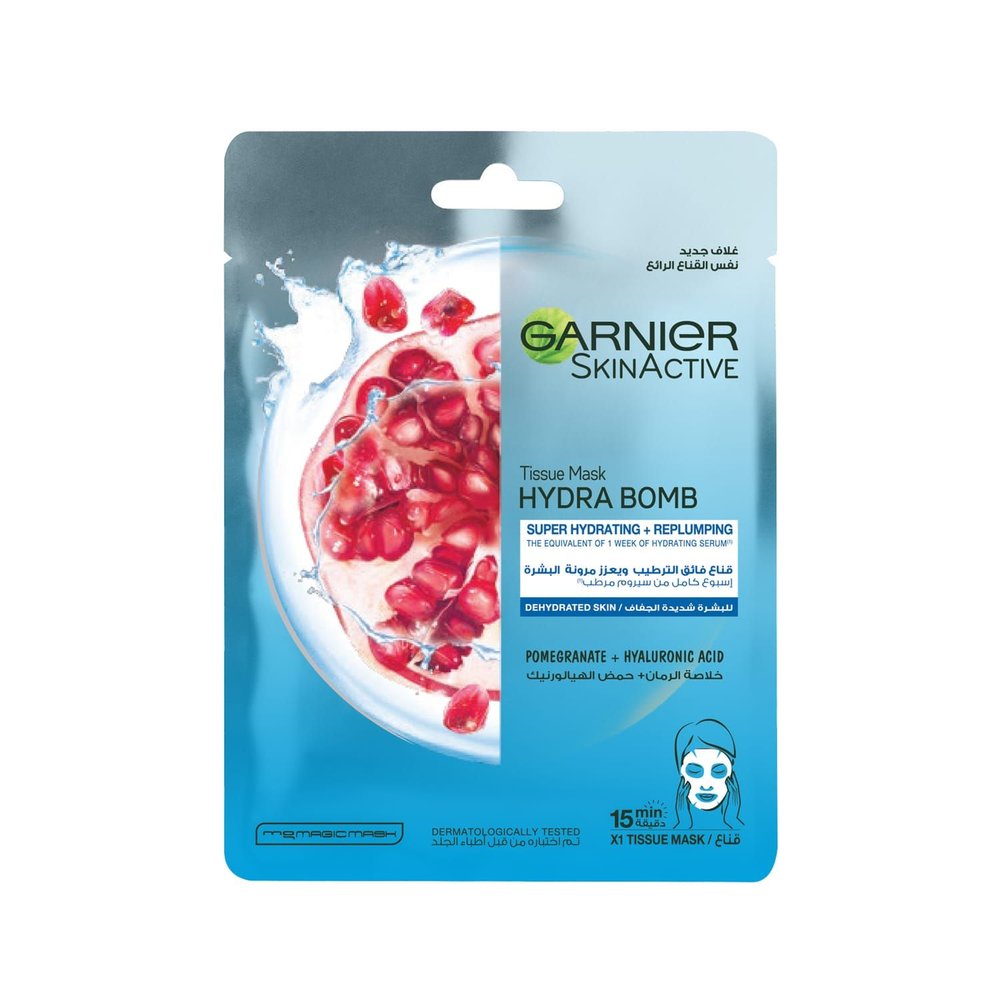 غلاف جديد
نفس القناع الرائع
GARNIER
SKINACTIVE
Tissue Mask
HYDRA BOMB
SUPER HYDRATING + REPLUMPING
THE EQUIVALENT OF 1 WEEK OF HYDRATING SERUM(1)
قناع فائق الترطيب ويعزز مرونة البشرة
إسبوع كامل من سيروم مرطب(1)
DEHYDRATED SKIN / للبشرة شديدة الجفاف
POMEGRANATE + HYALURONIC ACID
خلاصة الرمان+ حمض الهيالورنيك
15 min
دقيقة
X1 TISSUE MASK / قناع
DERMATOLOGICALLY TESTED
تم اختباره من قبل أطباء الجلد
MAGIC MASK